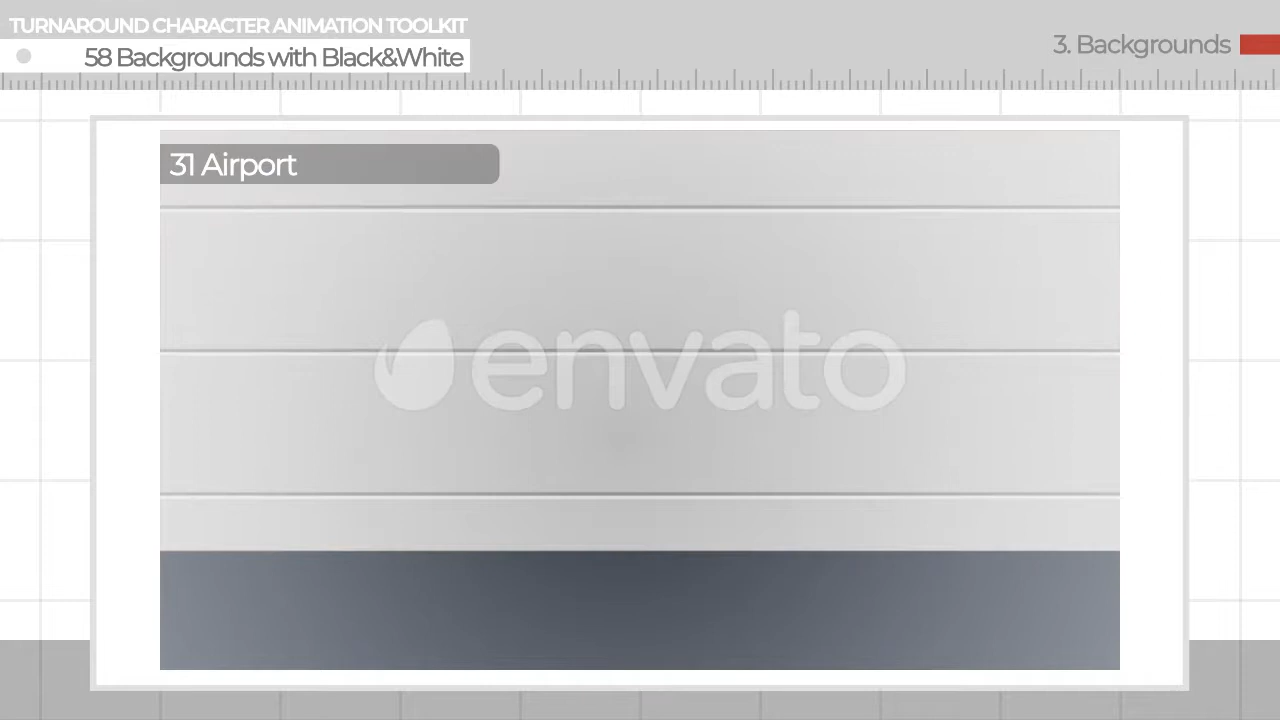 TURNAROUND CHARACTER ANIMATION TOOLKIT
58 Backgrounds with Black&White
3. Backgrounds
31 Airport
envato